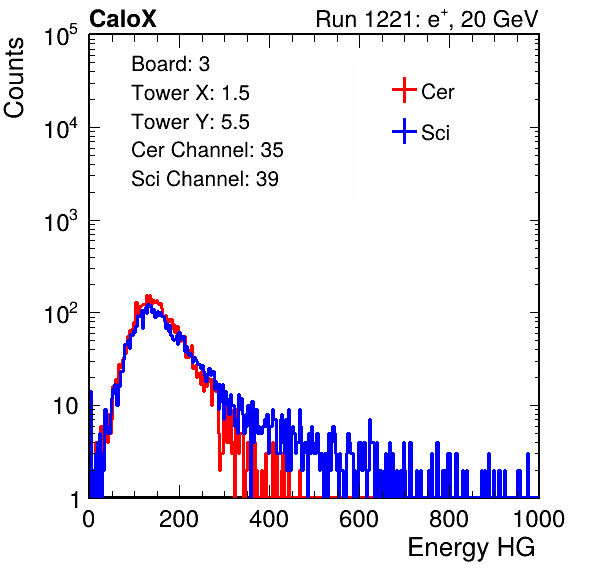 CaloX Run 1221: e⁺, 20 GeV
Counts
Board: 3
Tower X: 1.5
Tower Y: 5.5
Cer Channel: 35
Sci Channel: 39
Cer
Sci
10⁵
10⁴
10³
10²
10
1
0 200 400 600 800 1000
Energy HG